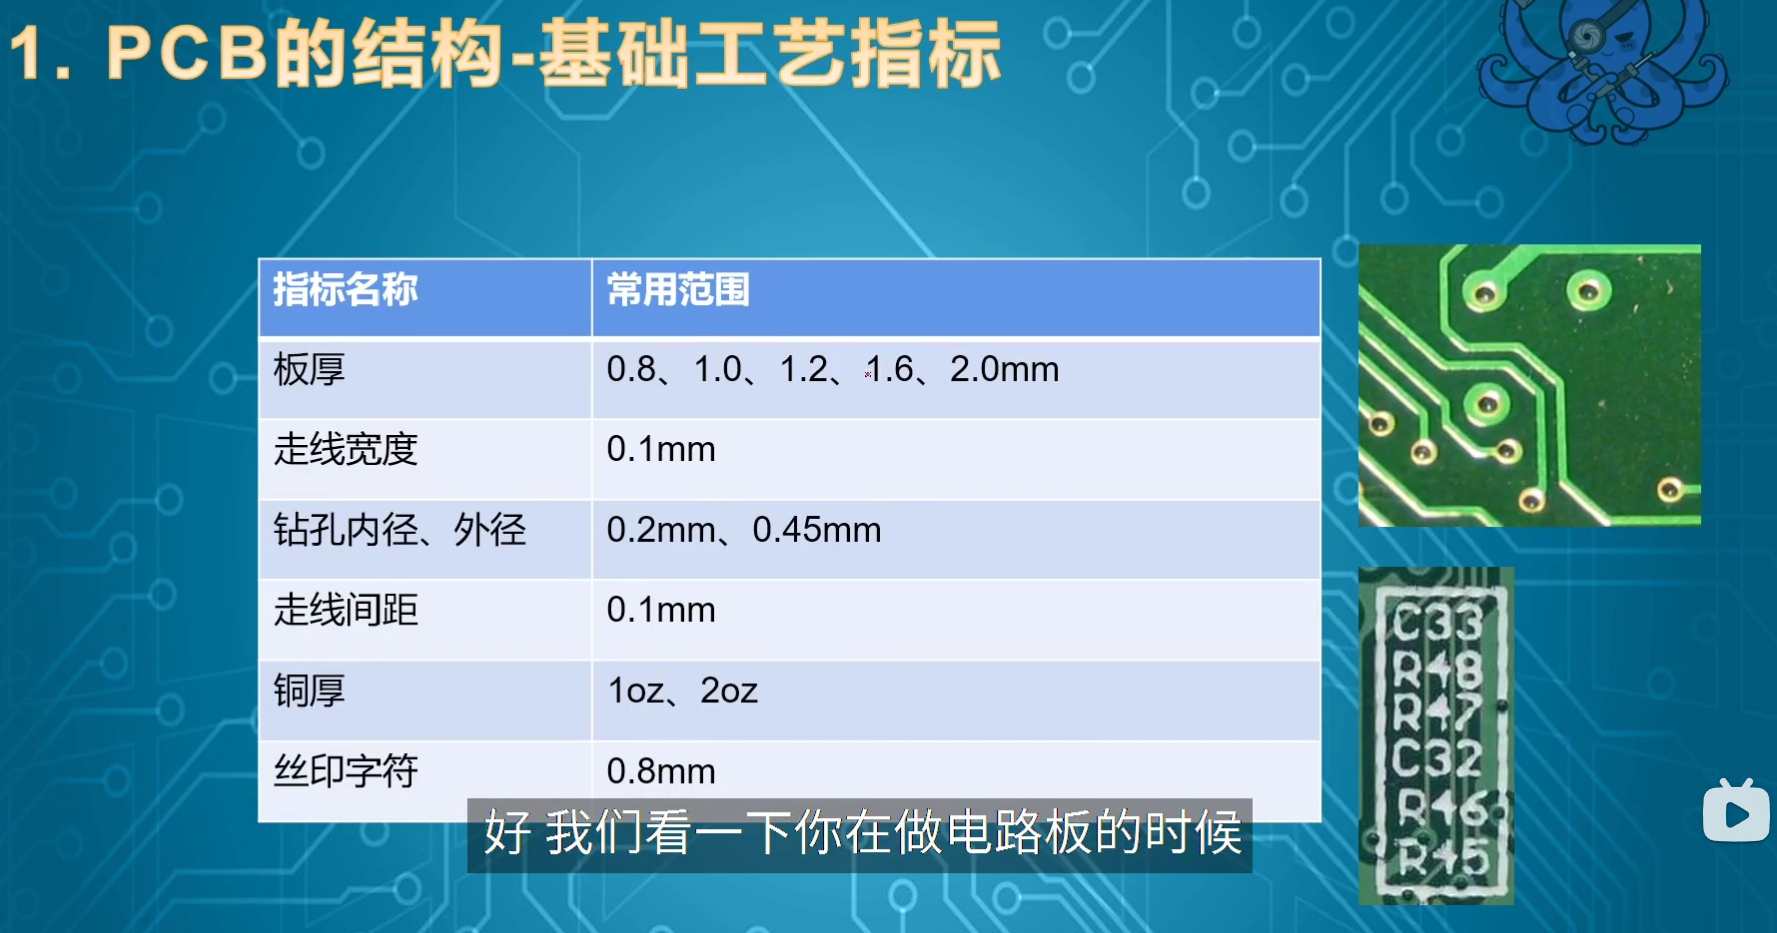 1. PCB的结构-基础工艺指标
指标名称 常用范围
板厚 0.8、1.0、1.2、1.6、2.0mm
走线宽度 0.1mm
钻孔内径、外径 0.2mm、0.45mm
走线间距 0.1mm
铜厚 1oz、2oz
丝印字符 0.8mm
C33
R48
R47
C32
R46
R45
好 我们看一下你在做电路板的时候